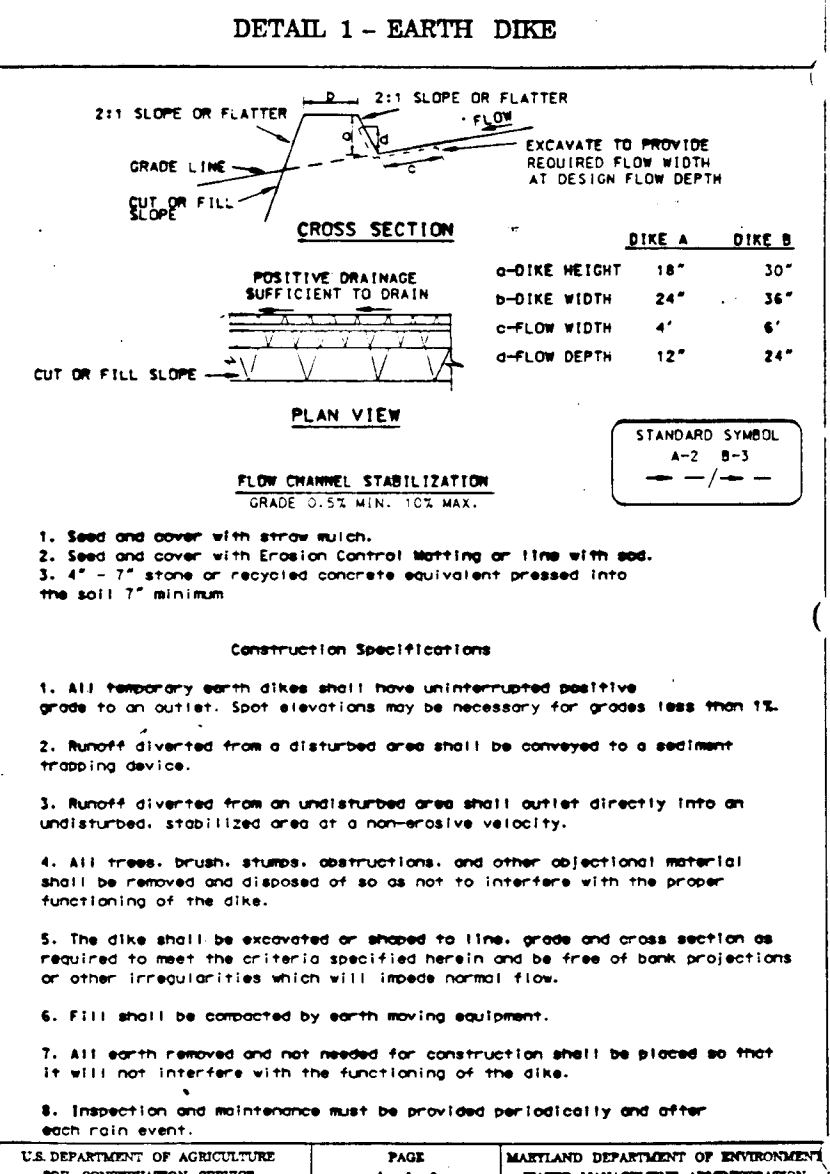 DETAIL 1 - EARTH DIKE
b
2:1 SLOPE OR FLATTER
2:1 SLOPE OR FLATTER
FLOW
a
d
EXCAVATE TO PROVIDE
REQUIRED FLOW WIDTH
AT DESIGN FLOW DEPTH
GRADE LINE
c
CUT OR FILL
SLOPE
CROSS SECTION
DIKE A DIKE B
a-DIKE HEIGHT 18" 30"
b-DIKE WIDTH 24" 36"
c-FLOW WIDTH 4' 6'
d-FLOW DEPTH 12" 24"
POSITIVE DRAINAGE
SUFFICIENT TO DRAIN
CUT OR FILL SLOPE
PLAN VIEW
STANDARD SYMBOL
A-2 B-3
/
FLOW CHANNEL STABILIZATION
GRADE 0.5% MIN. 10% MAX.
1. Seed and cover with straw mulch.
2. Seed and cover with Erosion Control Matting or line with sod.
3. 4" - 7" stone or recycled concrete equivalent pressed into
the soil 7" minimum
Construction Specifications
1. All temporary earth dikes shall have uninterrupted positive
grade to an outlet. Spot elevations may be necessary for grades less than 1%.
2. Runoff diverted from a disturbed area shall be conveyed to a sediment
trapping device.
3. Runoff diverted from an undisturbed area shall outlet directly into an
undisturbed, stabilized area at a non-erosive velocity.
4. All trees, brush, stumps, obstructions, and other objectional material
shall be removed and disposed of so as not to interfere with the proper
functioning of the dike.
5. The dike shall be excavated or shaped to line, grade and cross section as
required to meet the criteria specified herein and be free of bank projections
or other irregularities which will impede normal flow.
6. Fill shall be compacted by earth moving equipment.
7. All earth removed and not needed for construction shall be placed so that
it will not interfere with the functioning of the dike.
8. Inspection and maintenance must be provided periodically and after
each rain event.
U.S. DEPARTMENT OF AGRICULTURE
PAGE
MARYLAND DEPARTMENT OF ENVIRONMENT